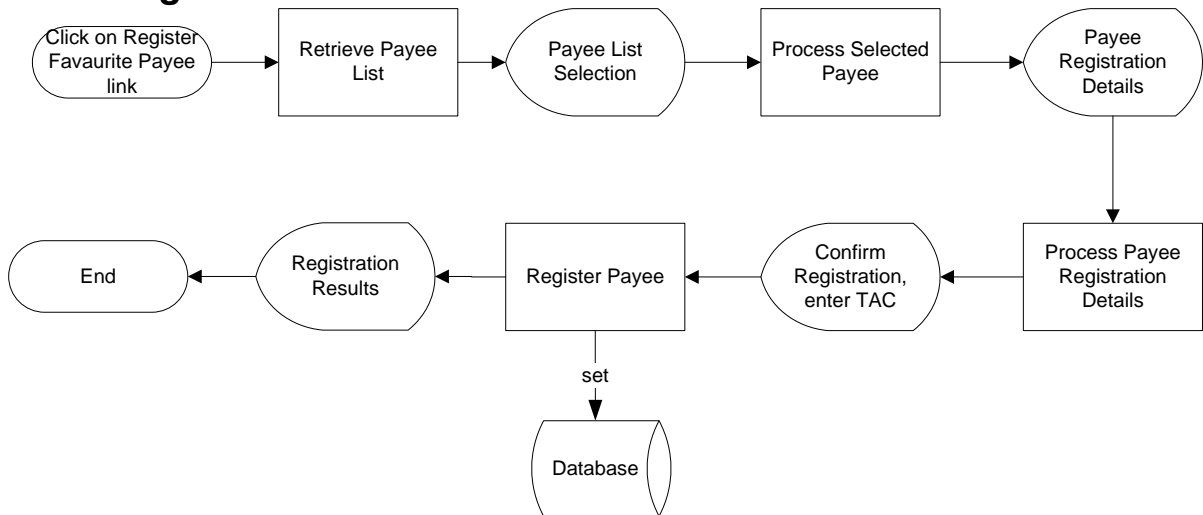 Click on Register
Favaurite Payee
link
Retrieve Payee
List
Payee List
Selection
Process Selected
Payee
Payee
Registration
Details
Process Payee
Registration
Details
Confirm
Registration,
enter TAC
Register Payee
Registration
Results
End
set
Database